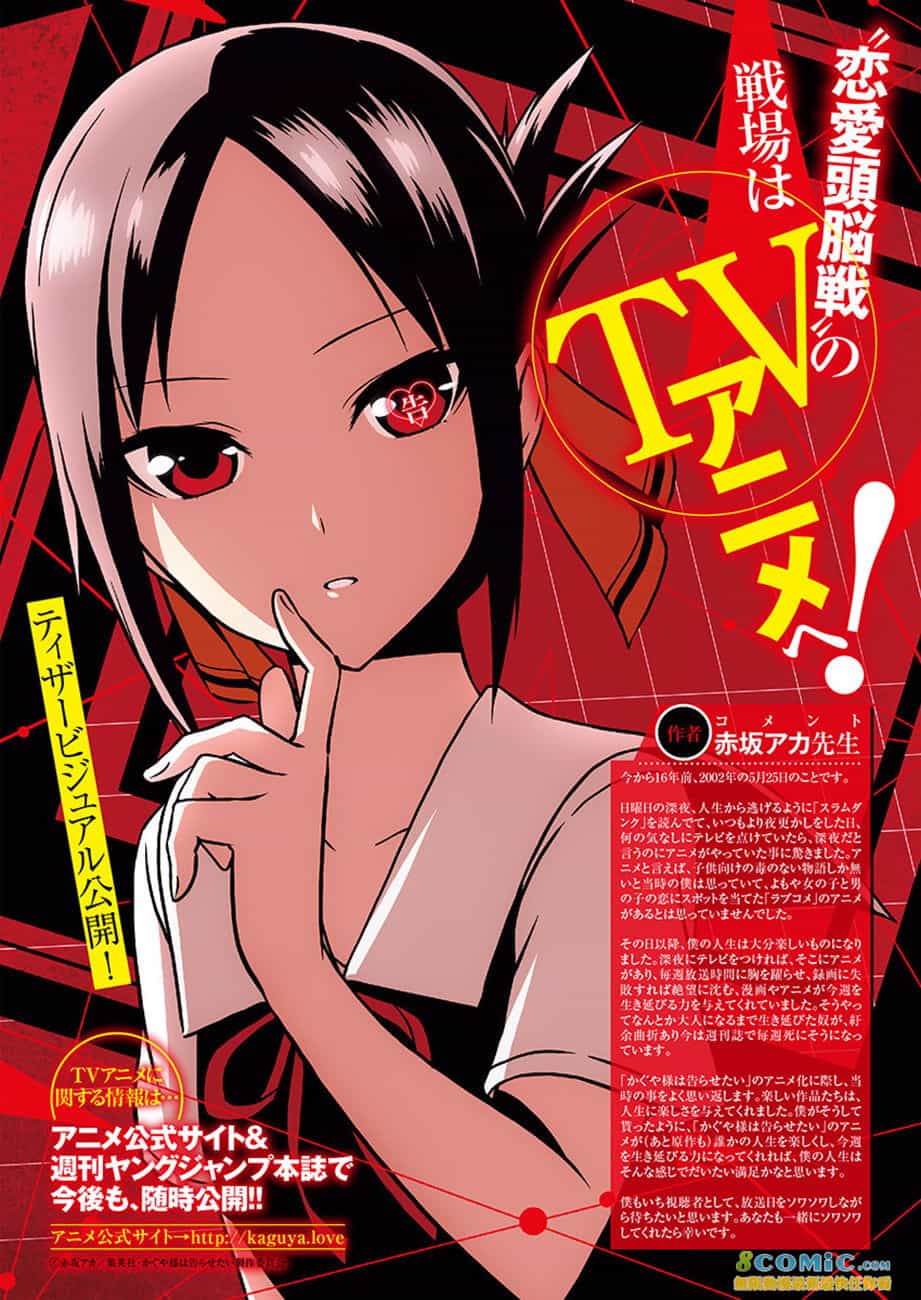 “恋愛頭脳戦”の
戦場は
TV
アニメへ!
告
ティザービジュアル公開!
作者
コメント
赤坂アカ先生
今から16年前、2002年の5月25日のことです。
日曜日の深夜、人生から逃げるように「スラムダ
ンク」を読んでて、いつもより夜更かしをした日、
何の気なしにテレビを点けていたら、深夜だと
言うのにアニメがやっていた事に驚きました。ア
ニメと言えば、子供向けの毒のない物語しか無
いと当時の僕は思っていて、よもや女の子と男
の子の恋にスポットを当てた「ラブコメ」のアニメ
があるとは思っていませんでした。
その日以降、僕の人生は大分楽しいものになり
ました。深夜にテレビをつければ、そこにアニメ
があり、毎週放送時間に胸を躍らせ、録画に失
敗すれば絶望に沈む、漫画やアニメが今週を
生き延びる力を与えてくれていました。そうやっ
てなんとか大人になるまで生き延びた奴が、紆
余曲折あり今は週刊誌で毎週死にそうになっ
ています。
「かぐや様は告らせたい」のアニメ化に際し、当
時の事をよく思い返します。楽しい作品たちは、
人生に楽しさを与えてくれました。僕がそうして
貰ったように、「かぐや様は告らせたい」のアニ
メが(あと原作も)誰かの人生を楽しくし、今週
を生き延びる力になってくれれば、僕の人生は
そんな感じでだいたい満足かなと思います。
僕もいち視聴者として、放送日をソワソワしなが
ら待ちたいと思います。あなたも一緒にソワソワ
してくれたら幸いです。
TVアニメに
関する情報は…
アニメ公式サイト&
週刊ヤングジャンプ本誌で
今後も、随時公開!!
アニメ公式サイト→http://kaguya.love
©赤坂アカ/集英社・かぐや様は告らせたい製作委員会
8COMIC.COM